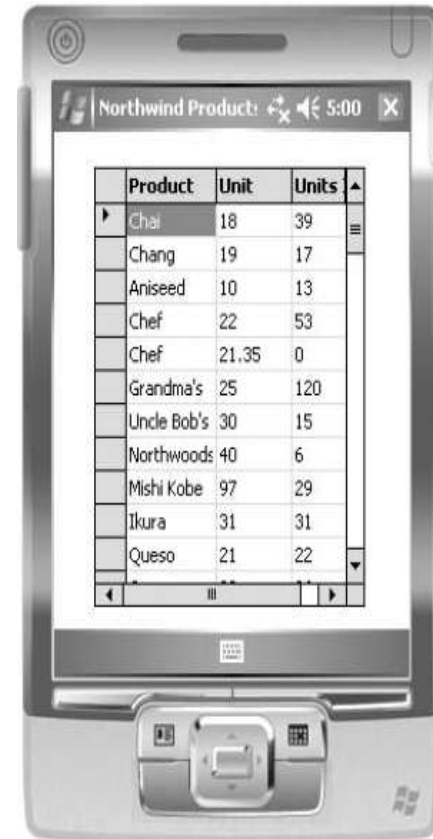 Northwind Product: 5:00 X
Product Unit Units
Chai 18 39
Chang 19 17
Aniseed 10 13
Chef 22 53
Chef 21.35 0
Grandma's 25 120
Uncle Bob's 30 15
Northwoods 40 6
Mishi Kobe 97 29
Ikura 31 31
Queso 21 22